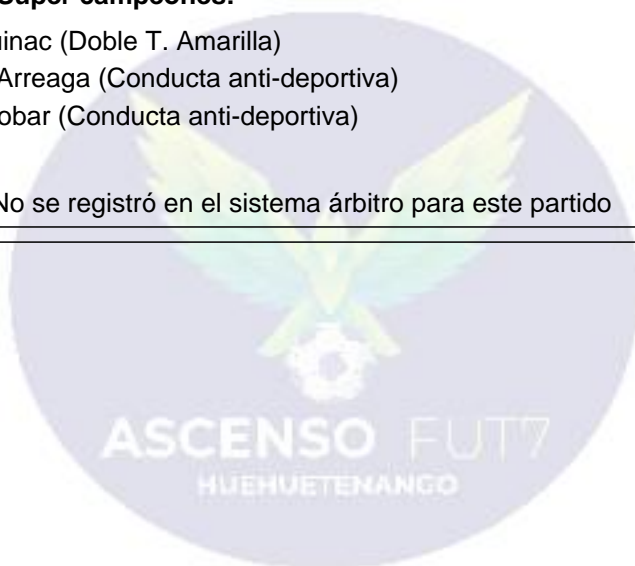 Super campeones:
uinac (Doble T. Amarilla)
Arreaga (Conducta anti-deportiva)
obar (Conducta anti-deportiva)
No se registró en el sistema árbitro para este partido
ASCENSO FUT7
HUEHUETENANGO